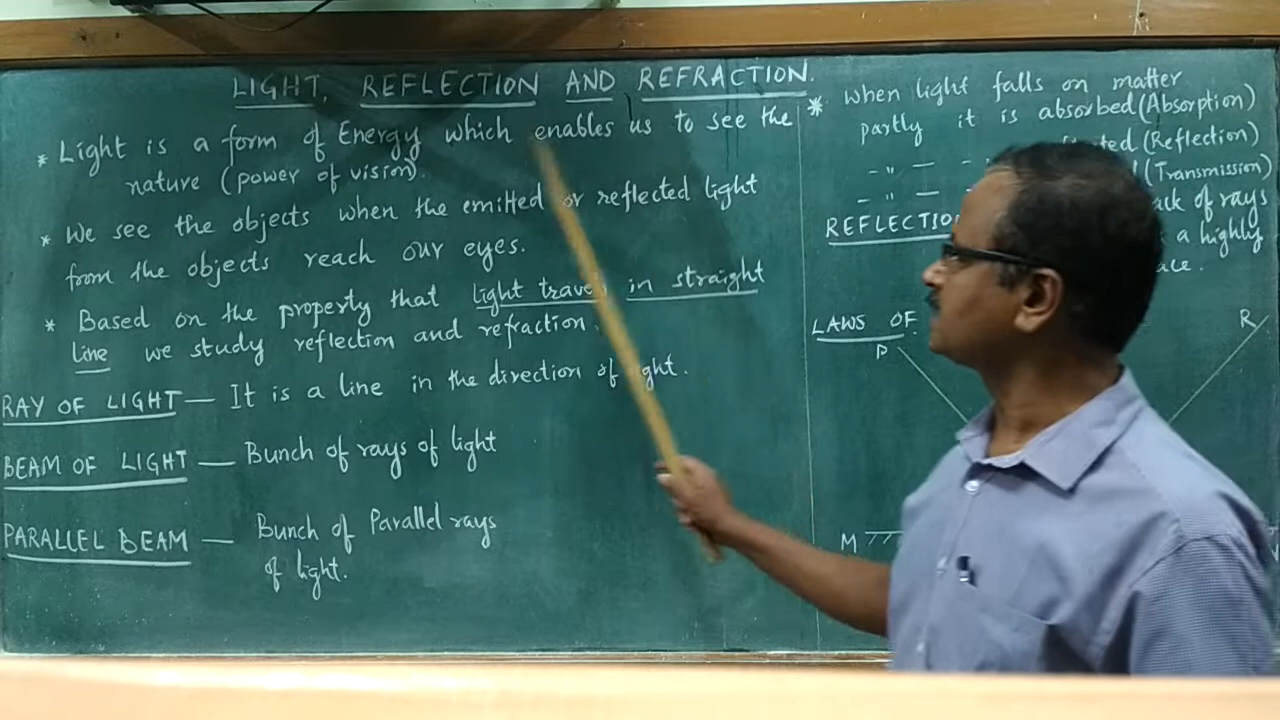 LIGHT, REFLECTION AND REFRACTION.
* Light is a form of Energy which enables us to see the
nature (power of vision).
* We see the objects when the emitted or reflected light
from the objects reach our eyes.
* Based on the property that light travel in straight
line we study reflection and refraction.
RAY OF LIGHT — It is a line in the direction of light.
BEAM OF LIGHT — Bunch of rays of light
PARALLEL BEAM — Bunch of Parallel rays
of light.
* when light falls on matter
partly it is absorbed (Absorption)
(Reflection)
(Transmission)
REFLECTION
of rays
a highly
LAWS OF
P
R
M